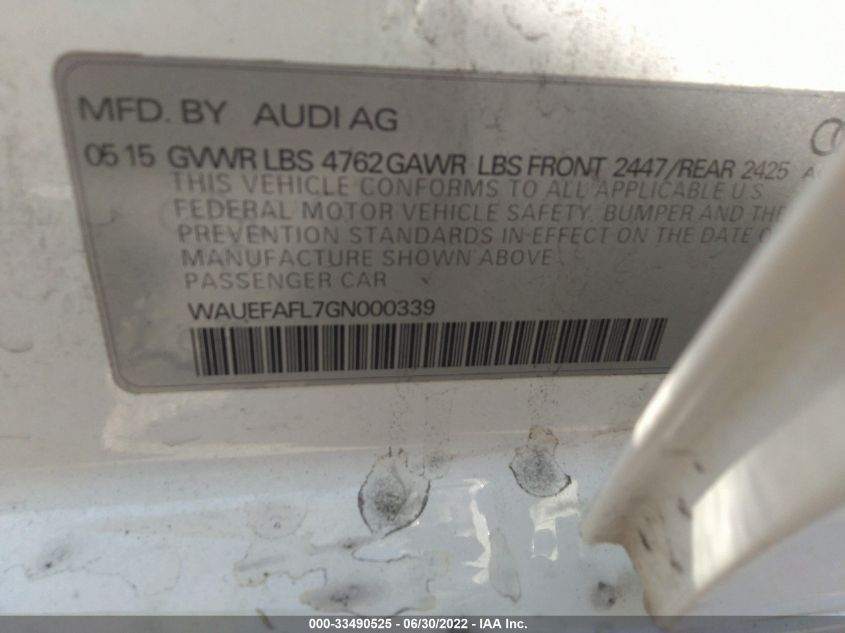 MFD. BY AUDI AG
05 15 GVWR LBS 4762 GAWR LBS FRONT 2447/REAR 2425
THIS VEHICLE CONFORMS TO ALL APPLICABLE U.S.
FEDERAL MOTOR VEHICLE SAFETY, BUMPER AND THE
PREVENTION STANDARDS IN EFFECT ON THE DATE
MANUFACTURE SHOWN ABOVE
PASSENGER CAR
WAUEFAFL7GN000339
000-33490525 - 06/30/2022 - IAA Inc.